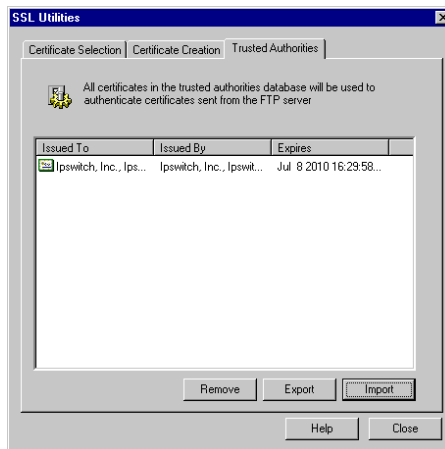 SSL Utilities
Certificate Selection Certificate Creation Trusted Authorities
All certificates in the trusted authorities database will be used to
authenticate certificates sent from the FTP server
Issued To Issued By Expires
Ipswitch, Inc., Ips... Ipswitch, Inc., Ipswit... Jul 8 2010 16:29:58...
Remove Export Import
Help Close